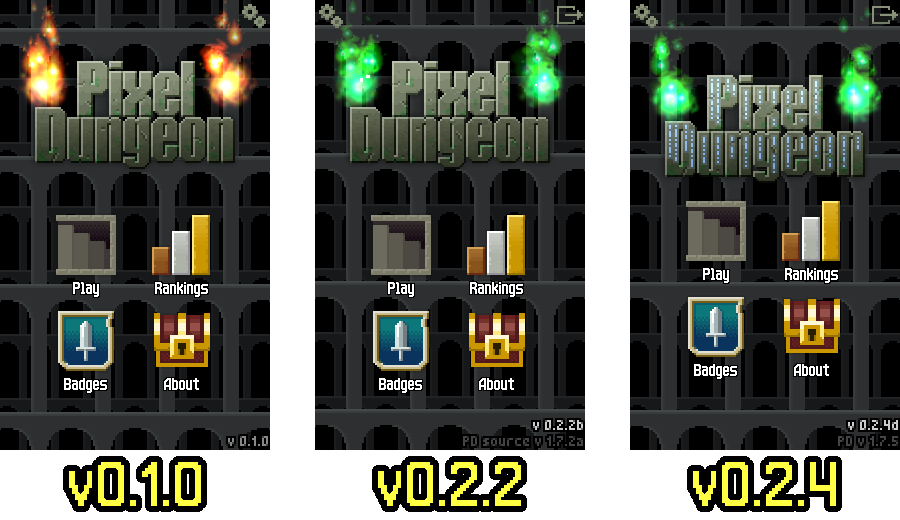 Pixel
Dungeon
Play
Rankings
Badges
About
v 0.1.0
v0.1.0
Pixel
Dungeon
Play
Rankings
Badges
About
v 0.2.2b
PD source v 1.7.2a
v0.2.2
Pixel
Dungeon
Play
Rankings
Badges
About
v 0.2.4d
PD v 1.7.5
v0.2.4